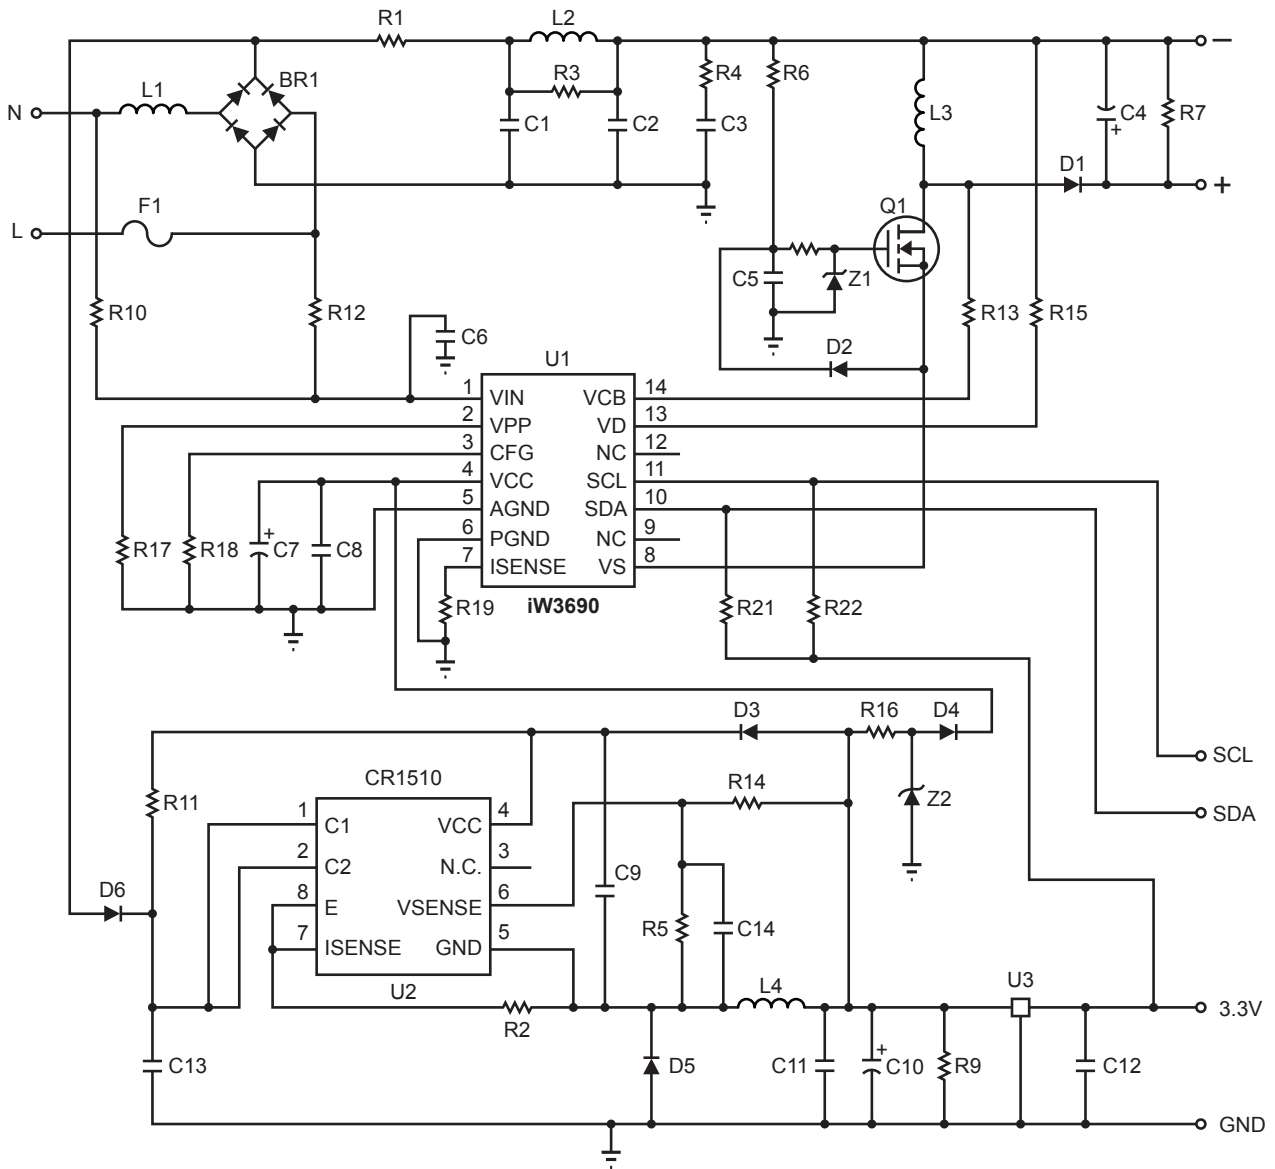 R1
L2
L1
BR1
R3
R4
R6
L3
C4
+
R7
−
N
C1
C2
C3
D1
+
L
F1
Q1
C5
Z1
R10
R12
C6
D2
R13
R15
U1
1 VIN VCB 14
2 VPP VD 13
3 CFG NC 12
4 VCC SCL 11
5 AGND SDA 10
6 PGND NC 9
7 ISENSE VS 8
iW3690
R17
R18
+
C7
C8
R19
R21
R22
D3
R16
D4
SCL
R14
Z2
SDA
CR1510
R11
1 C1 VCC 4
2 C2 N.C. 3
8 E VSENSE 6
7 ISENSE GND 5
U2
C9
D6
R5
C14
L4
U3
R2
3.3V
C13
D5
C11
+
C10
R9
C12
GND